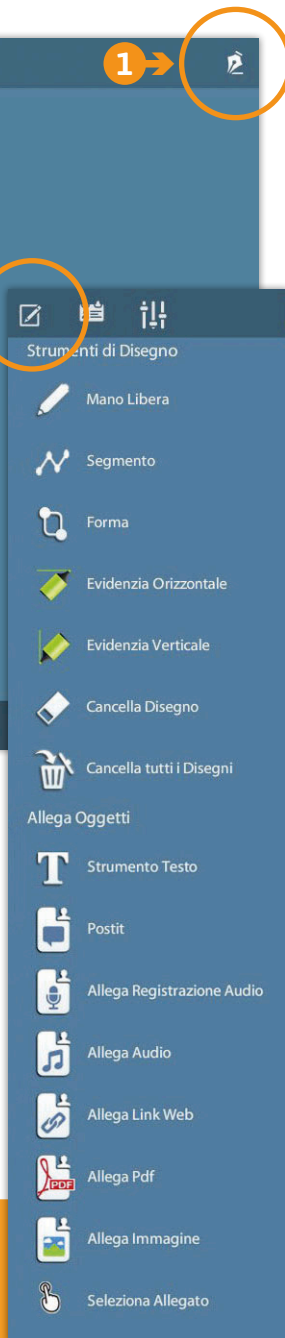 1
Strumenti di Disegno
Mano Libera
Segmento
Forma
Evidenzia Orizzontale
Evidenzia Verticale
Cancella Disegno
Cancella tutti i Disegni
Allega Oggetti
T Strumento Testo
Postit
Allega Registrazione Audio
Allega Audio
Allega Link Web
PDF Allega Pdf
Allega Immagine
Seleziona Allegato